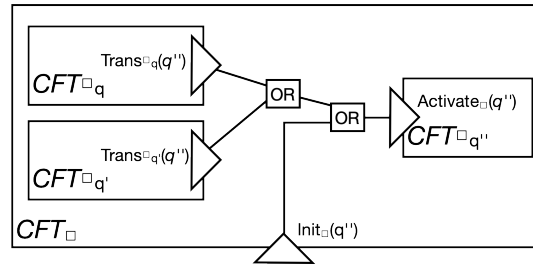 Trans□q(q'')
CFT□q
OR
OR
Activate□(q'')
CFT□q''
Trans□q'(q'')
CFT□q'
CFT□
Init□(q'')